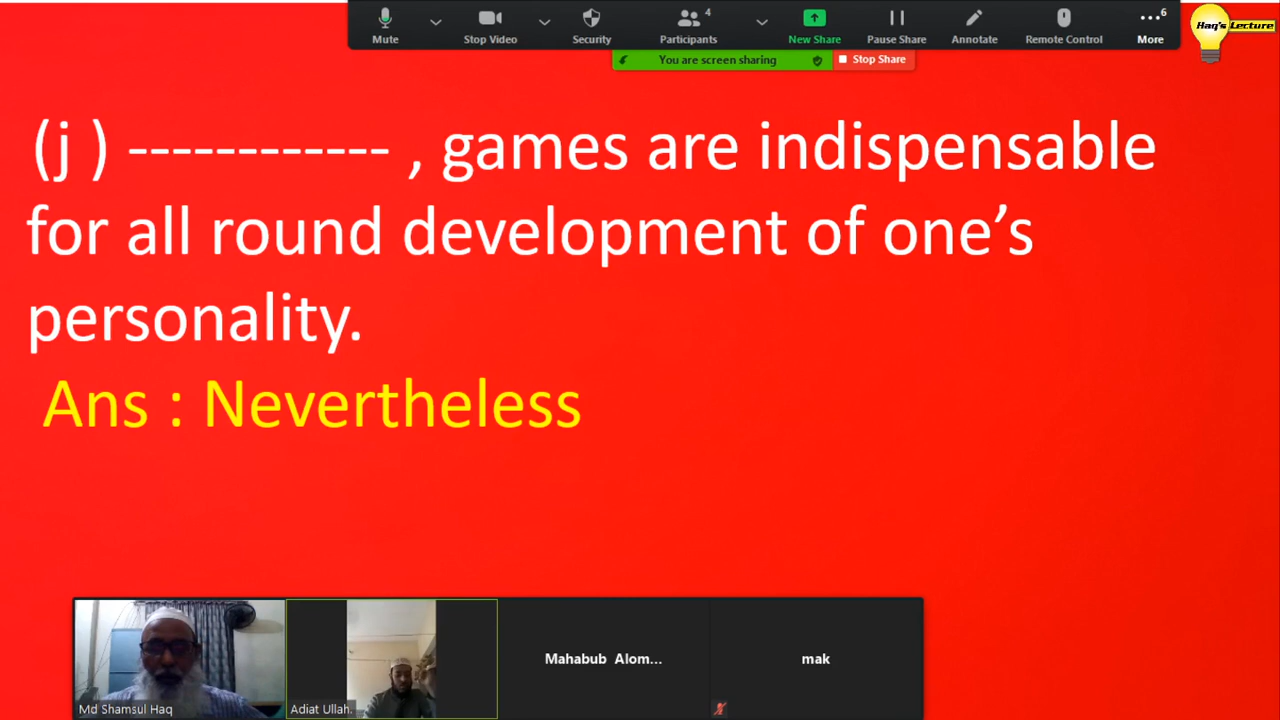 Mute
Stop Video
Security
4
Participants
New Share
Pause Share
Annotate
Remote Control
6
More
Haq's Lecture
You are screen sharing
Stop Share
(j ) ------------ , games are indispensable
for all round development of one’s
personality.
Ans : Nevertheless
Md Shamsul Haq
Adiat Ullah.
Mahabub Alom...
mak